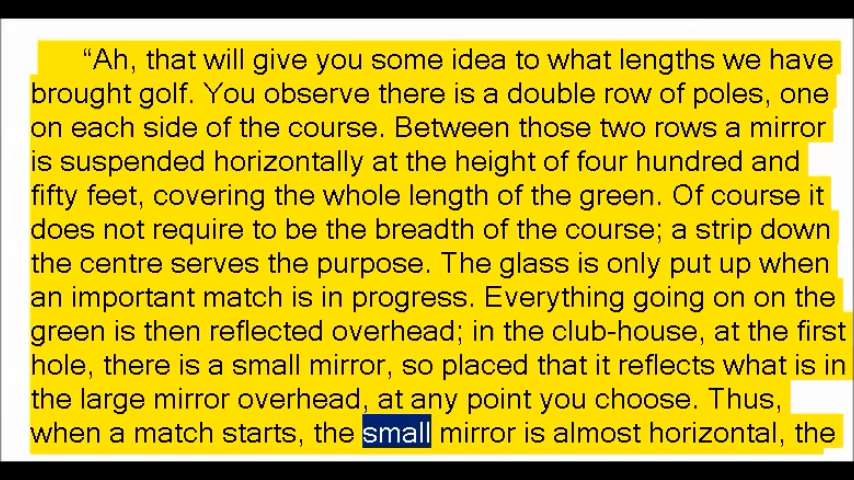 “Ah, that will give you some idea to what lengths we have
brought golf. You observe there is a double row of poles, one
on each side of the course. Between those two rows a mirror
is suspended horizontally at the height of four hundred and
fifty feet, covering the whole length of the green. Of course it
does not require to be the breadth of the course; a strip down
the centre serves the purpose. The glass is only put up when
an important match is in progress. Everything going on on the
green is then reflected overhead; in the club-house, at the first
hole, there is a small mirror, so placed that it reflects what is in
the large mirror overhead, at any point you choose. Thus,
when a match starts, the small mirror is almost horizontal, the